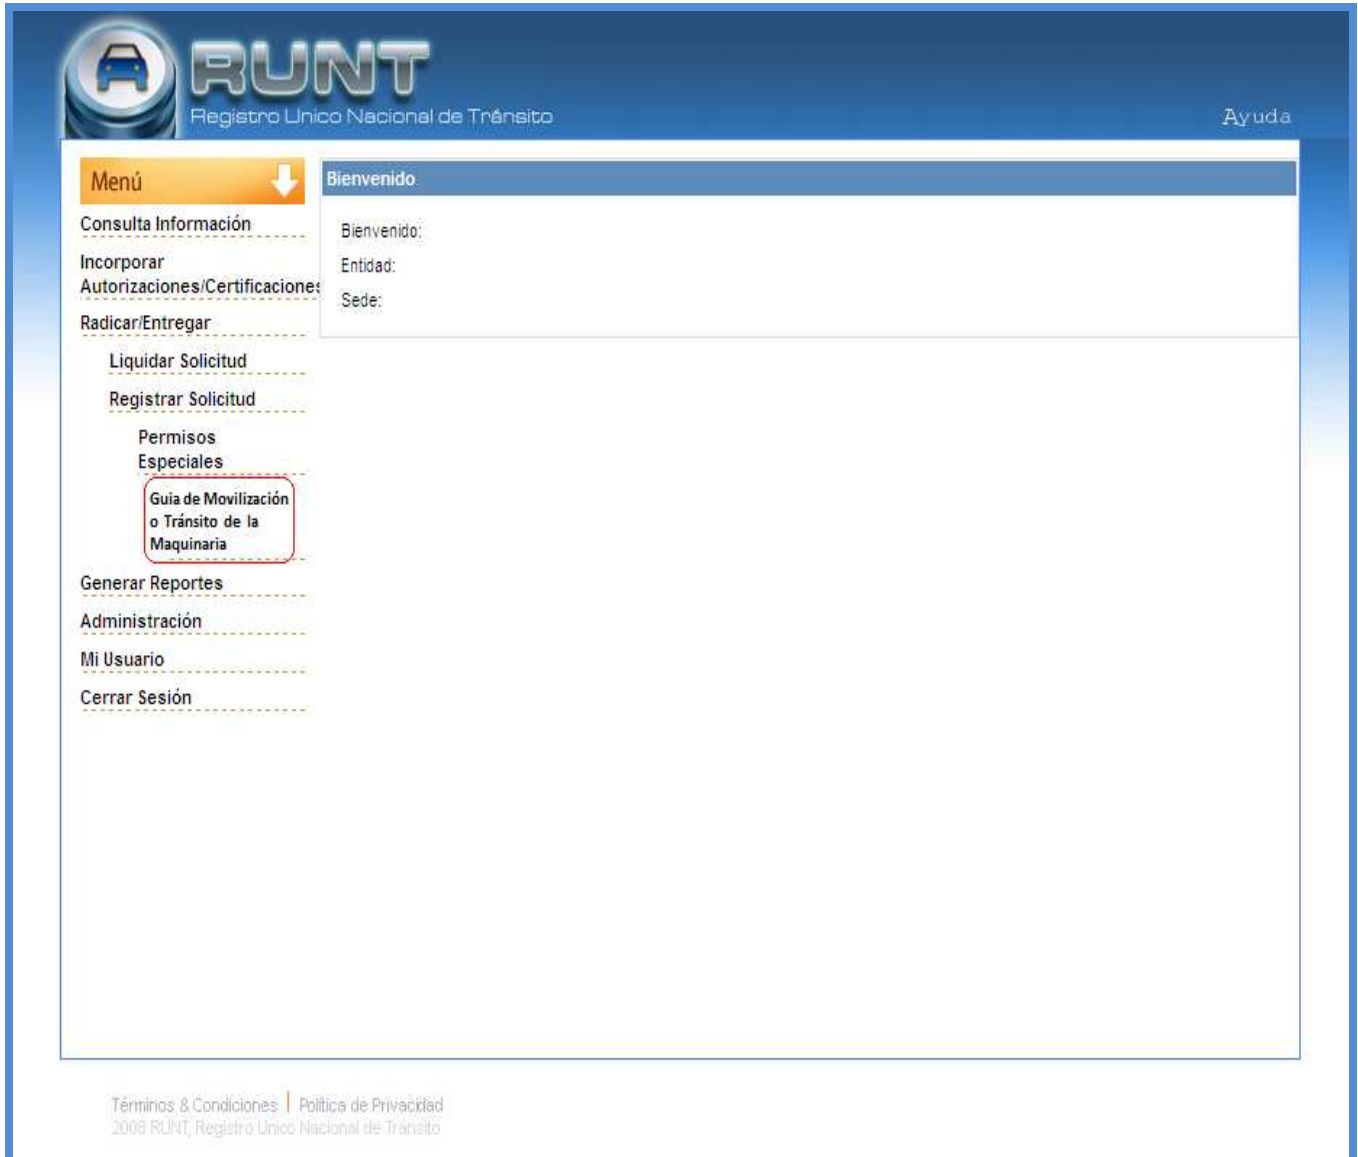 RUNT
Registro Unico Nacional de Tránsito
Ayuda
Menú
Consulta Información
Incorporar
Autorizaciones/Certificaciones
Radicar/Entregar
Liquidar Solicitud
Registrar Solicitud
Permisos
Especiales
Guia de Movilización
o Tránsito de la
Maquinaria
Generar Reportes
Administración
Mi Usuario
Cerrar Sesión
Bienvenido
Bienvenido:
Entidad:
Sede:
Términos & Condiciones | Política de Privacidad
2008 RUNT, Registro Unico Nacional de Transito